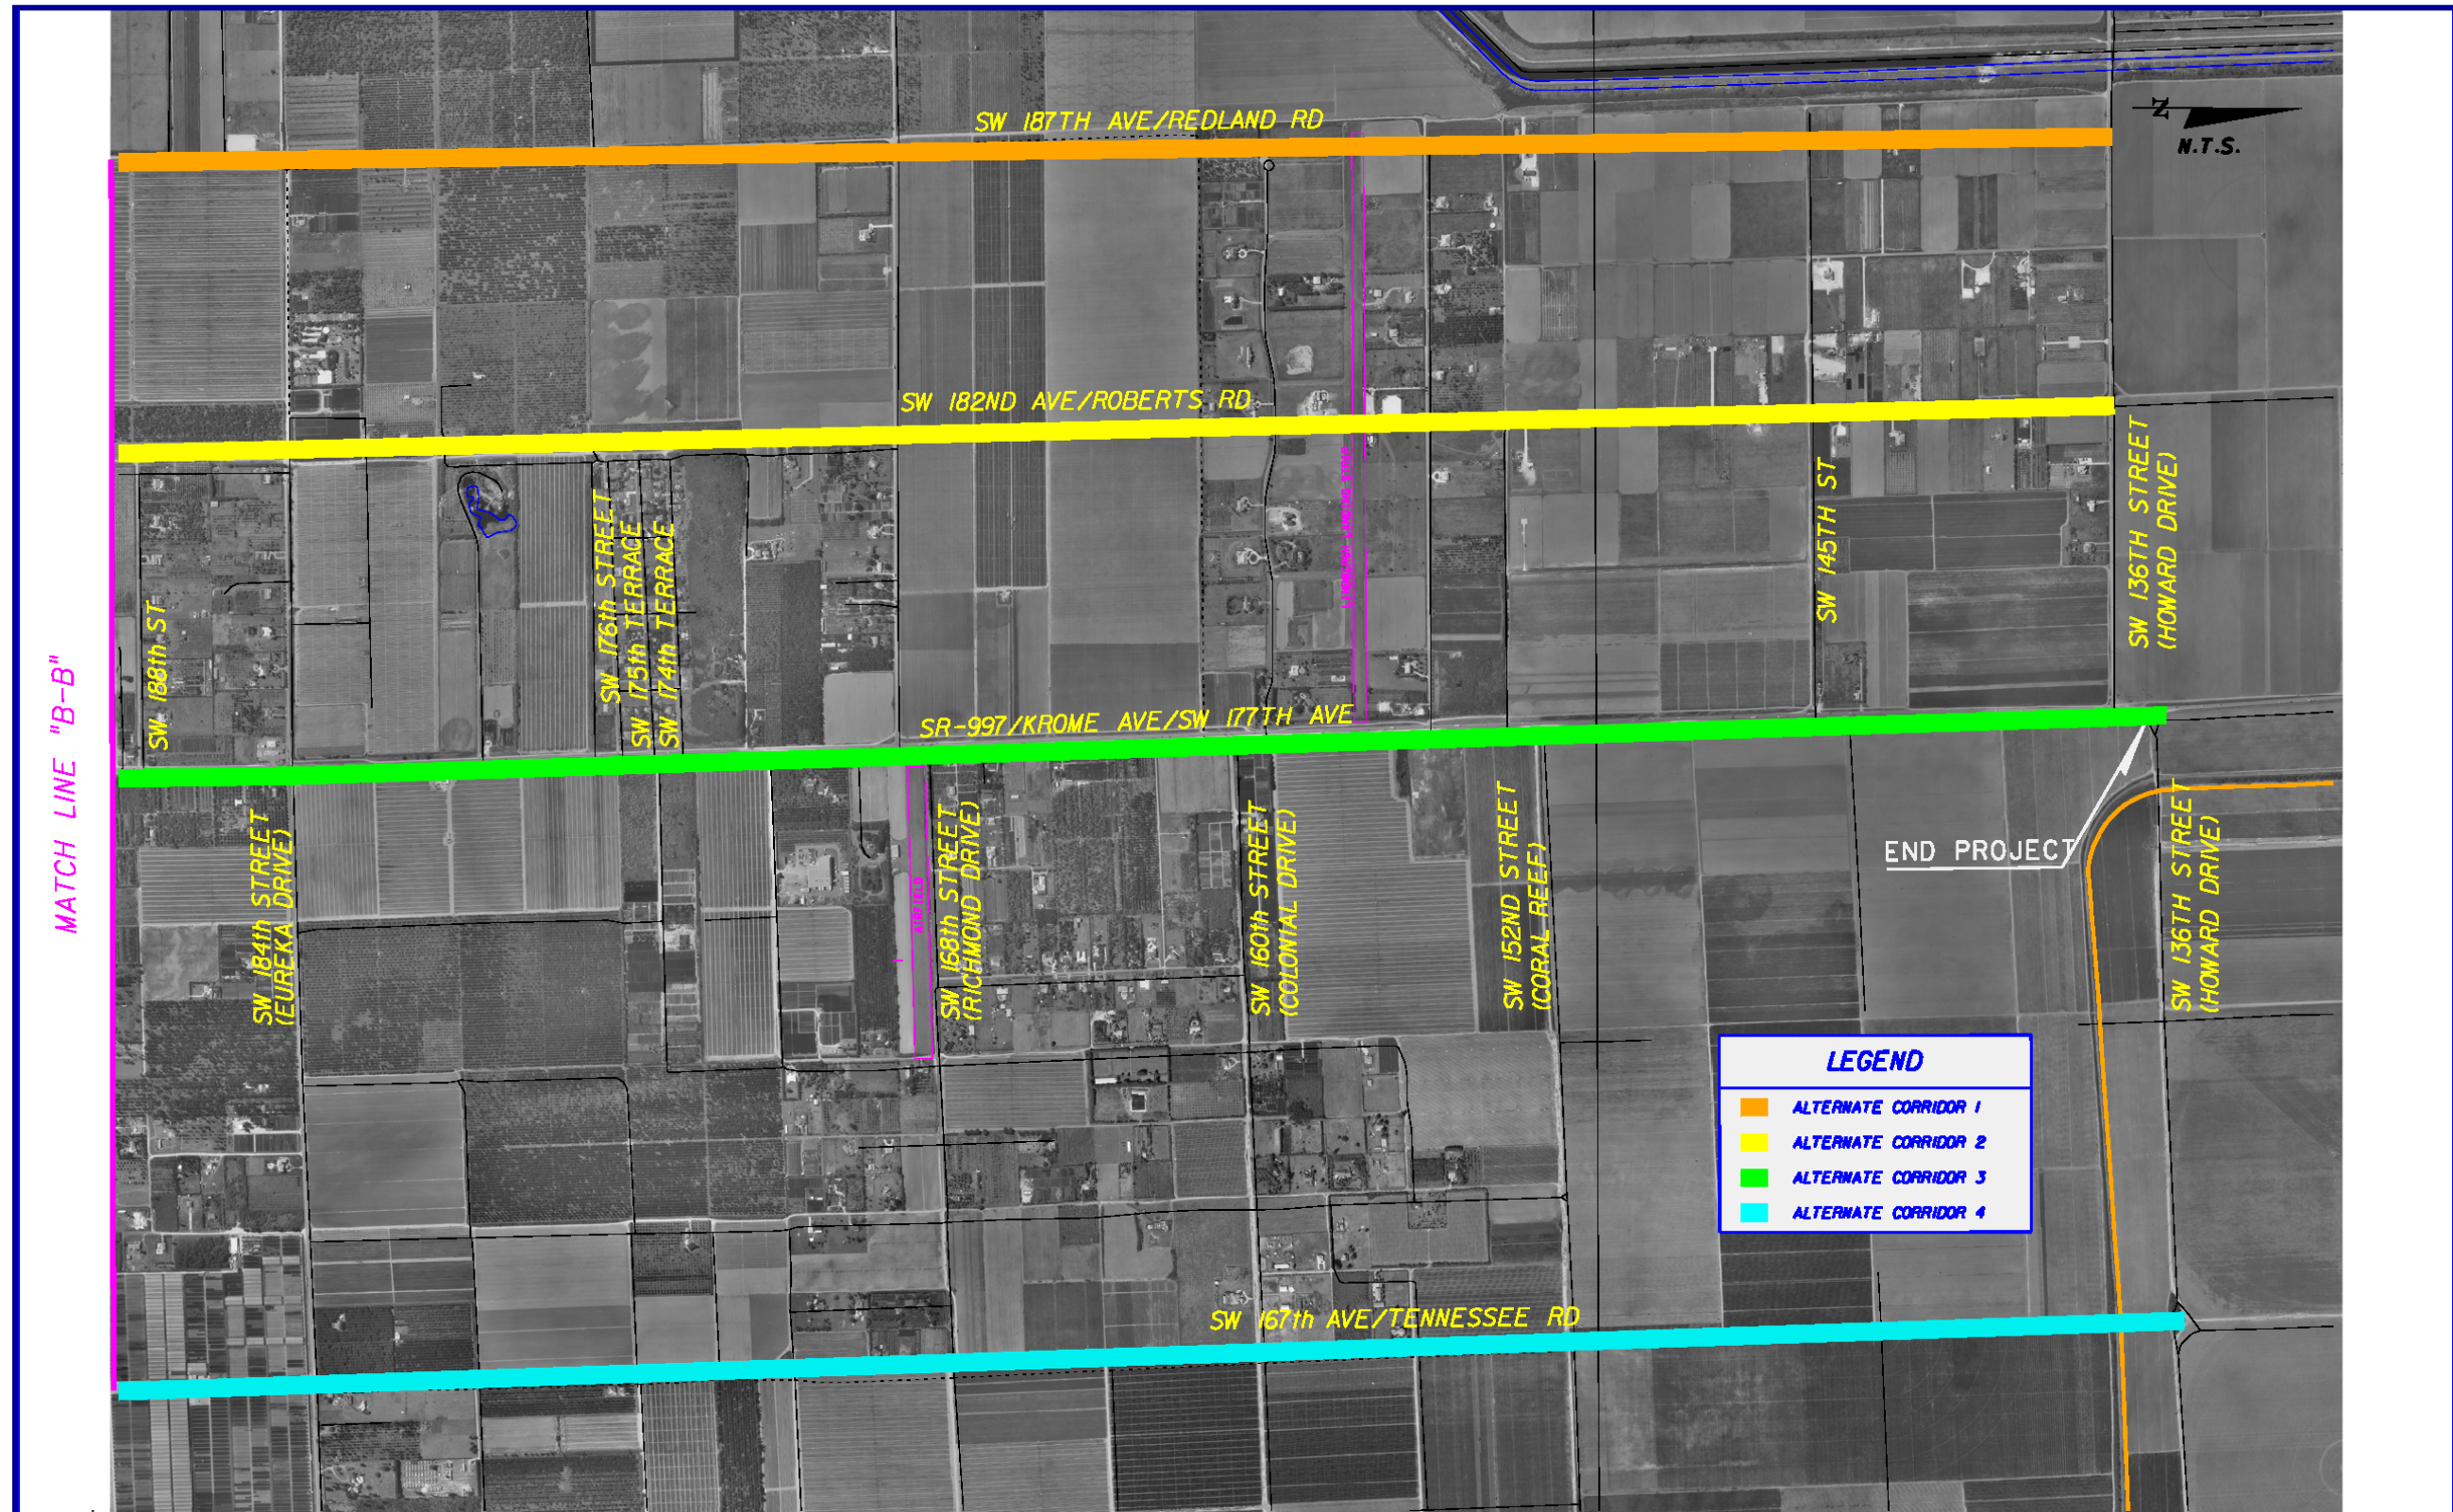 SW 187TH AVE/REDLAND RD
Z
N.T.S.
SW 182ND AVE/ROBERTS RD
SW 136TH STREET
(HOWARD DRIVE)
SW 145TH ST
SW 176th STREET
SW 175th TERRACE
SW 174th TERRACE
SW 188th ST
MATCH LINE "B-B"
SR-997/KROME AVE/SW 177TH AVE
SW 184th STREET
(EUREKA DRIVE)
AIRFIELD
SW 168th STREET
(RICHMOND DRIVE)
SW 160th STREET
(COLONIAL DRIVE)
SW 152ND STREET
(CORAL REEF)
END PROJECT
SW 136TH STREET
(HOWARD DRIVE)
LEGEND
ALTERNATE CORRIDOR 1
ALTERNATE CORRIDOR 2
ALTERNATE CORRIDOR 3
ALTERNATE CORRIDOR 4
SW 167th AVE/TENNESSEE RD